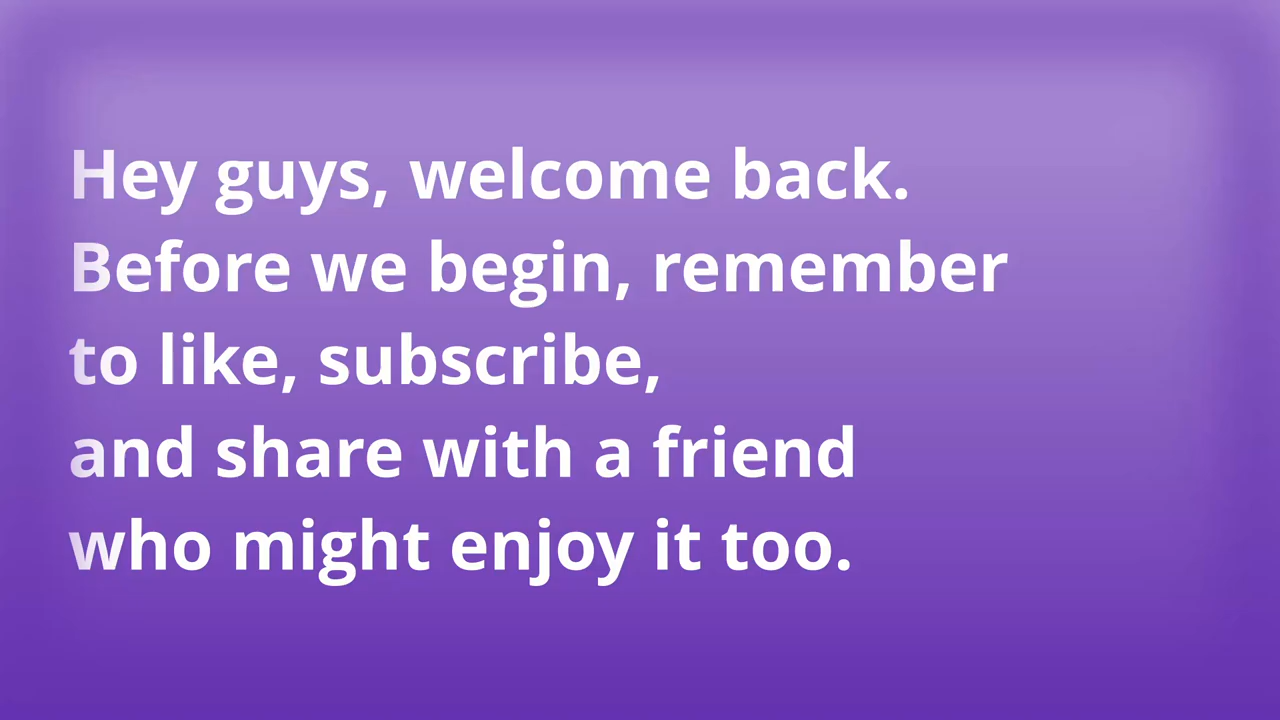 Hey guys, welcome back.
Before we begin, remember
to like, subscribe,
and share with a friend
who might enjoy it too.